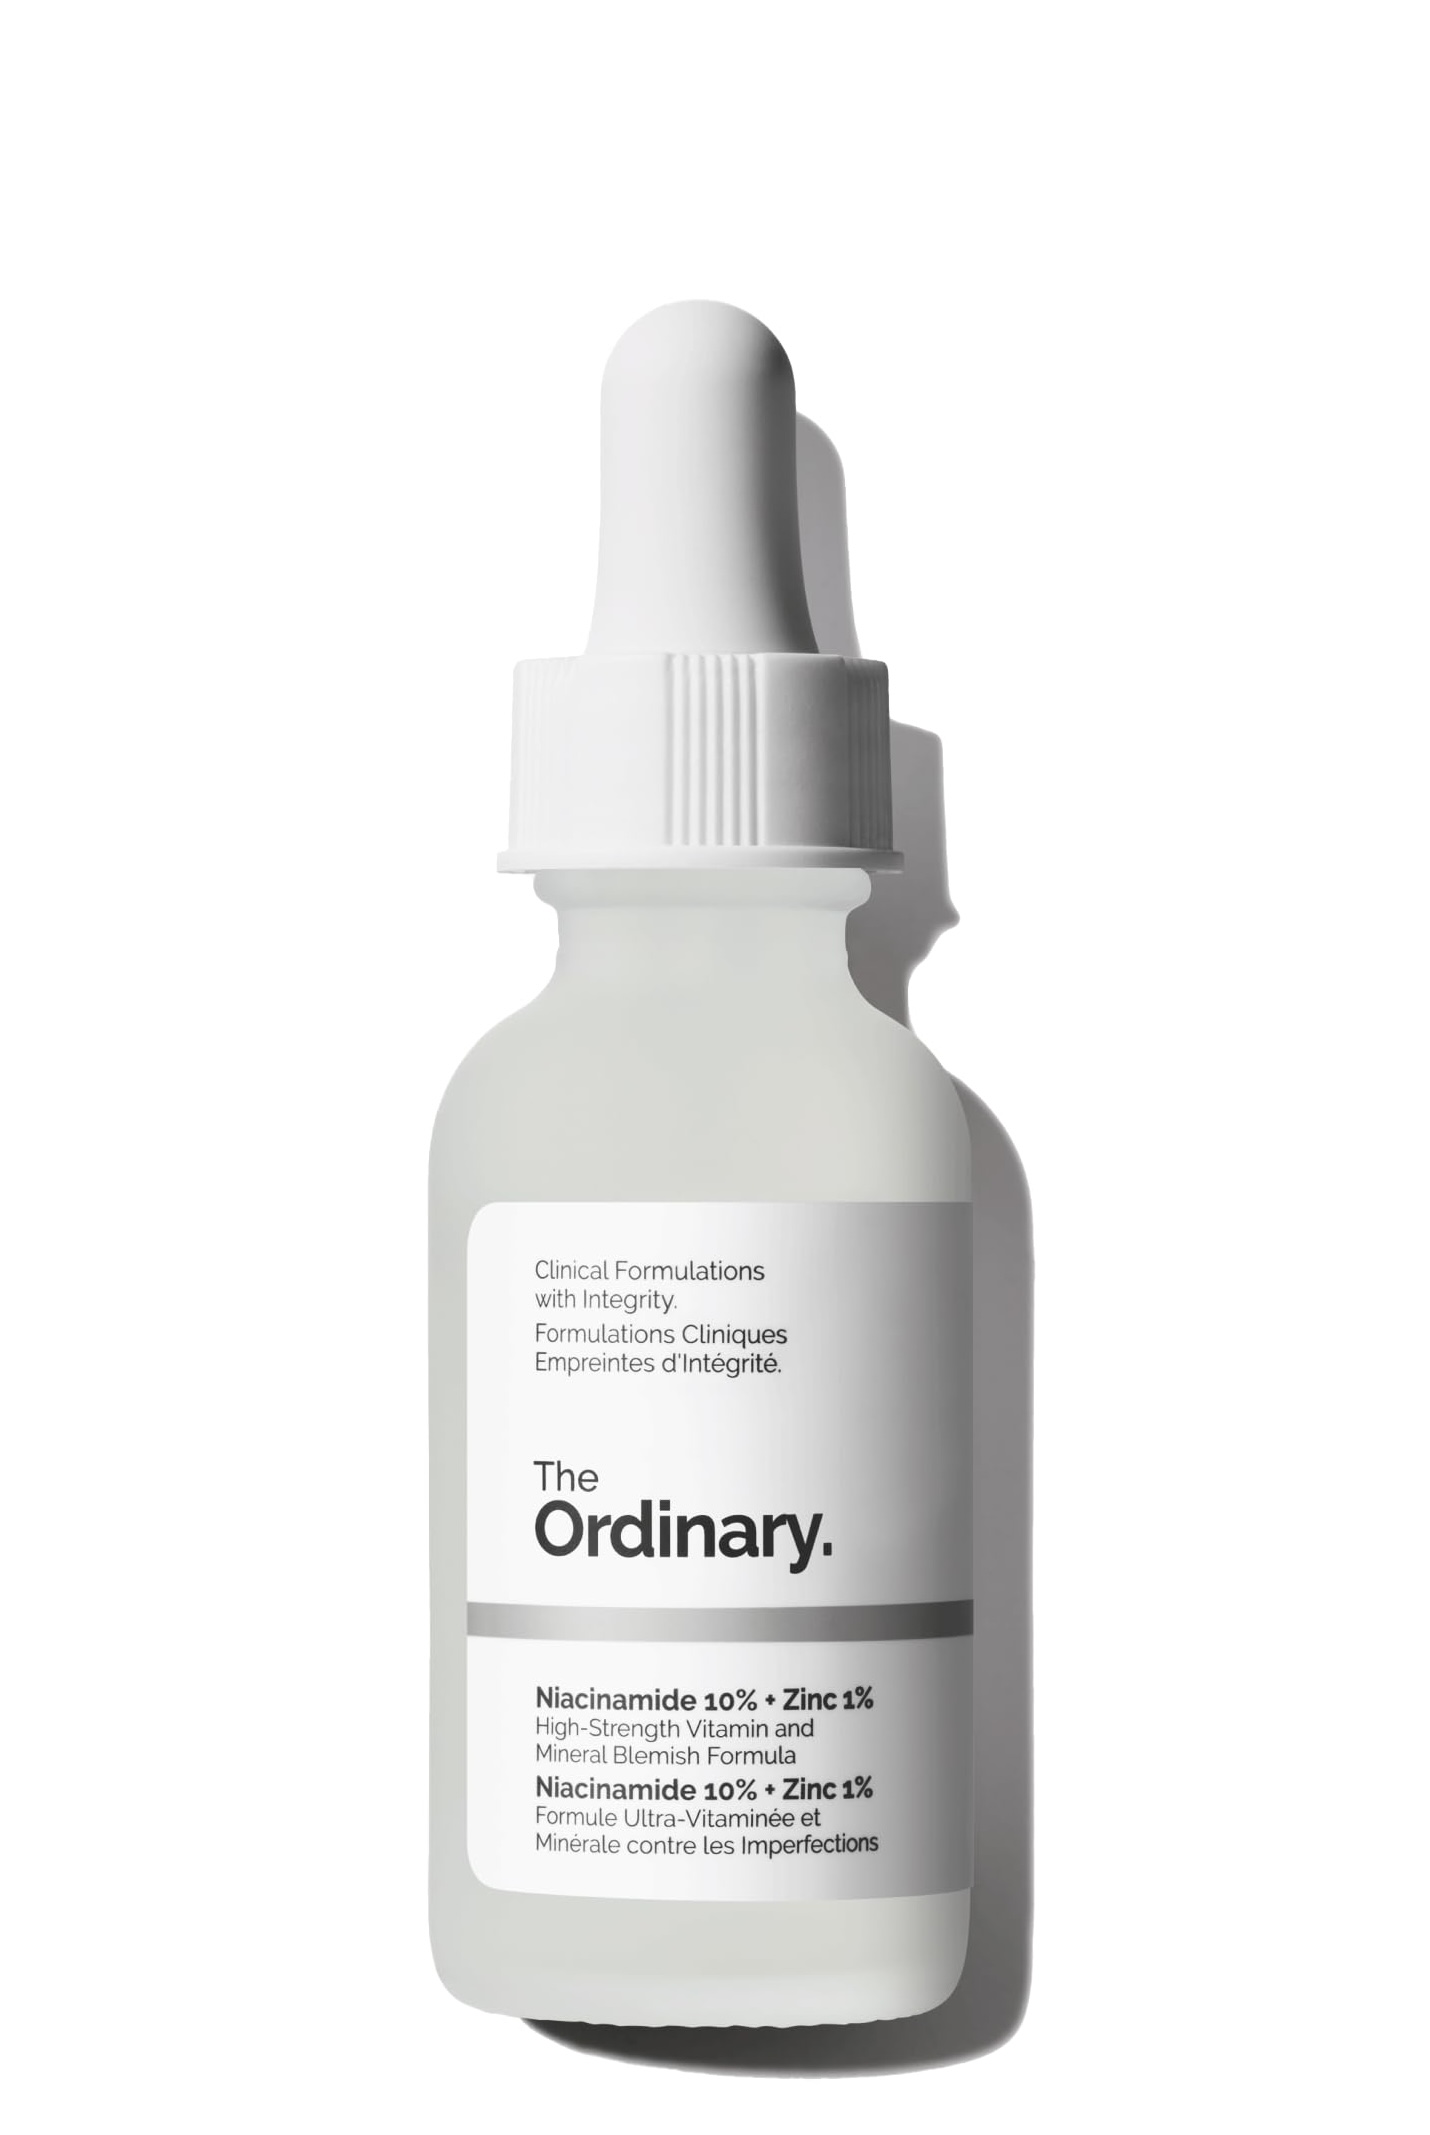 Clinical Formulations
with Integrity.
Formulations Cliniques
Empreintes d'Intégrité.
The
Ordinary.
Niacinamide 10% + Zinc 1%
High-Strength Vitamin and
Mineral Blemish Formula
Niacinamide 10% + Zinc 1%
Formule Ultra-Vitaminée et
Minérale contre les Imperfections